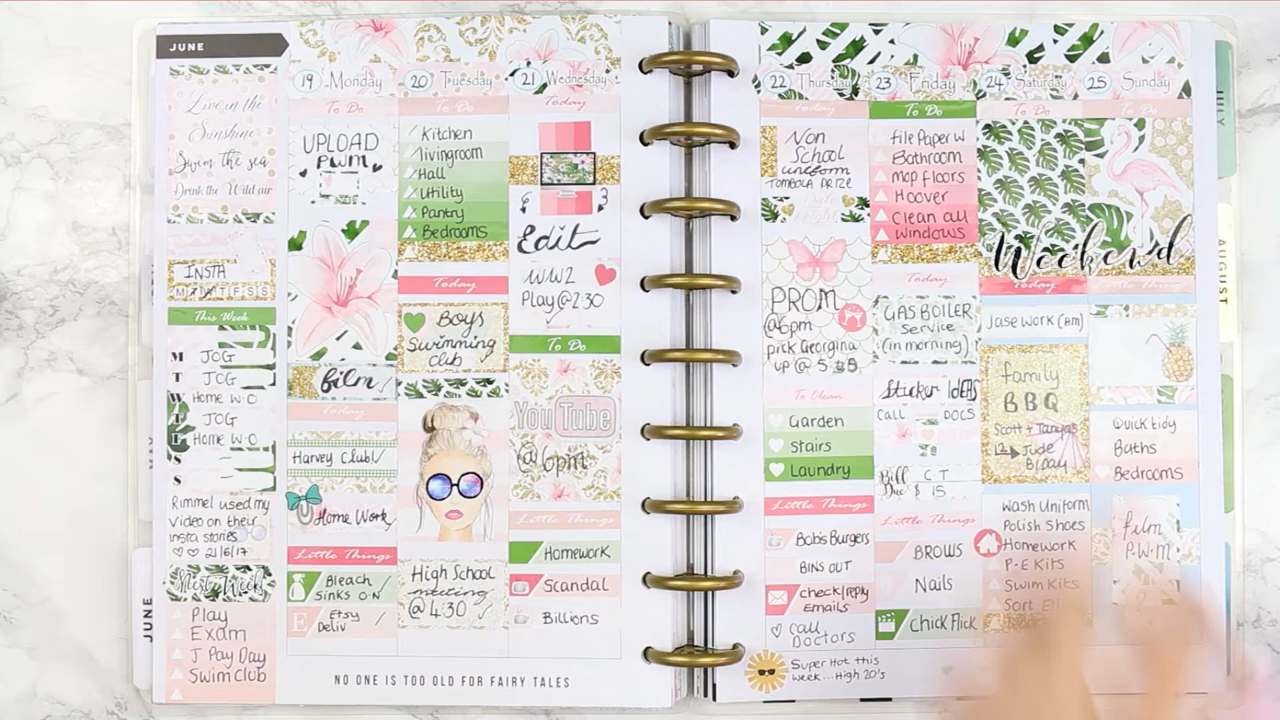 JUNE
Live in the
Sunshine
Swim the sea
Drink the Wild air
INSTA
M T W T F S S
This Week
M JOG
T JOG
W Home W.O
T JOG
F Home W.O
S
S
Rimmel used my
video on their
insta stories
21/6/17
Next Week
Play
Exam
J Pay Day
Swim Club
19 Monday
To Do
UPLOAD
PWM
film
Today
Harvey Club
Home Work
Little Things
Bleach
Sinks O.N
E Etsy
Deliv
20 Tuesday
To Do
Kitchen
livingroom
Hall
Utility
Pantry
Bedrooms
Today
Boys
Swimming
Club
High School
meeting
@ 4:30
21 Wednesday
Today
Edit
WW2
Play @ 2:30
To Do
YouTube
@ 6pm
Little Things
Homework
Scandal
Billions
NO ONE IS TOO OLD FOR FAIRY TALES
22 Thursday
Today
Non
School
uniform
TOMBOLA PRIZE
PROM
@6pm
pick Georgina
up @ 5
To Clean
Garden
Stairs
Laundry
Little Things
Bob's Burgers
BINS OUT
check/reply
Emails
Call
Doctors
Super Hot this
week...High 20's
23 Friday
To Do
File Paper W
Bathroom
mop floors
Hoover
Clean all
windows
Today
GAS BOILER
Service
(in morning)
Sticker IDEAS
CALL DOCS
Bill C T
Due $ 15
Little Things
BROWS
Nails
Chick Flick
24 Saturday
To Do
Weekend
Today
Jase work (AM)
family
BBQ
Scott + Tanyas
Jude
B/Day
Wash Uniform
Polish Shoes
Homework
P-E Kits
Swim Kits
Sort
25 Sunday
To Do
Little Things
Quick tidy
Baths
Bedrooms
film
P.W.M
JULY
AUGUST
JUNE